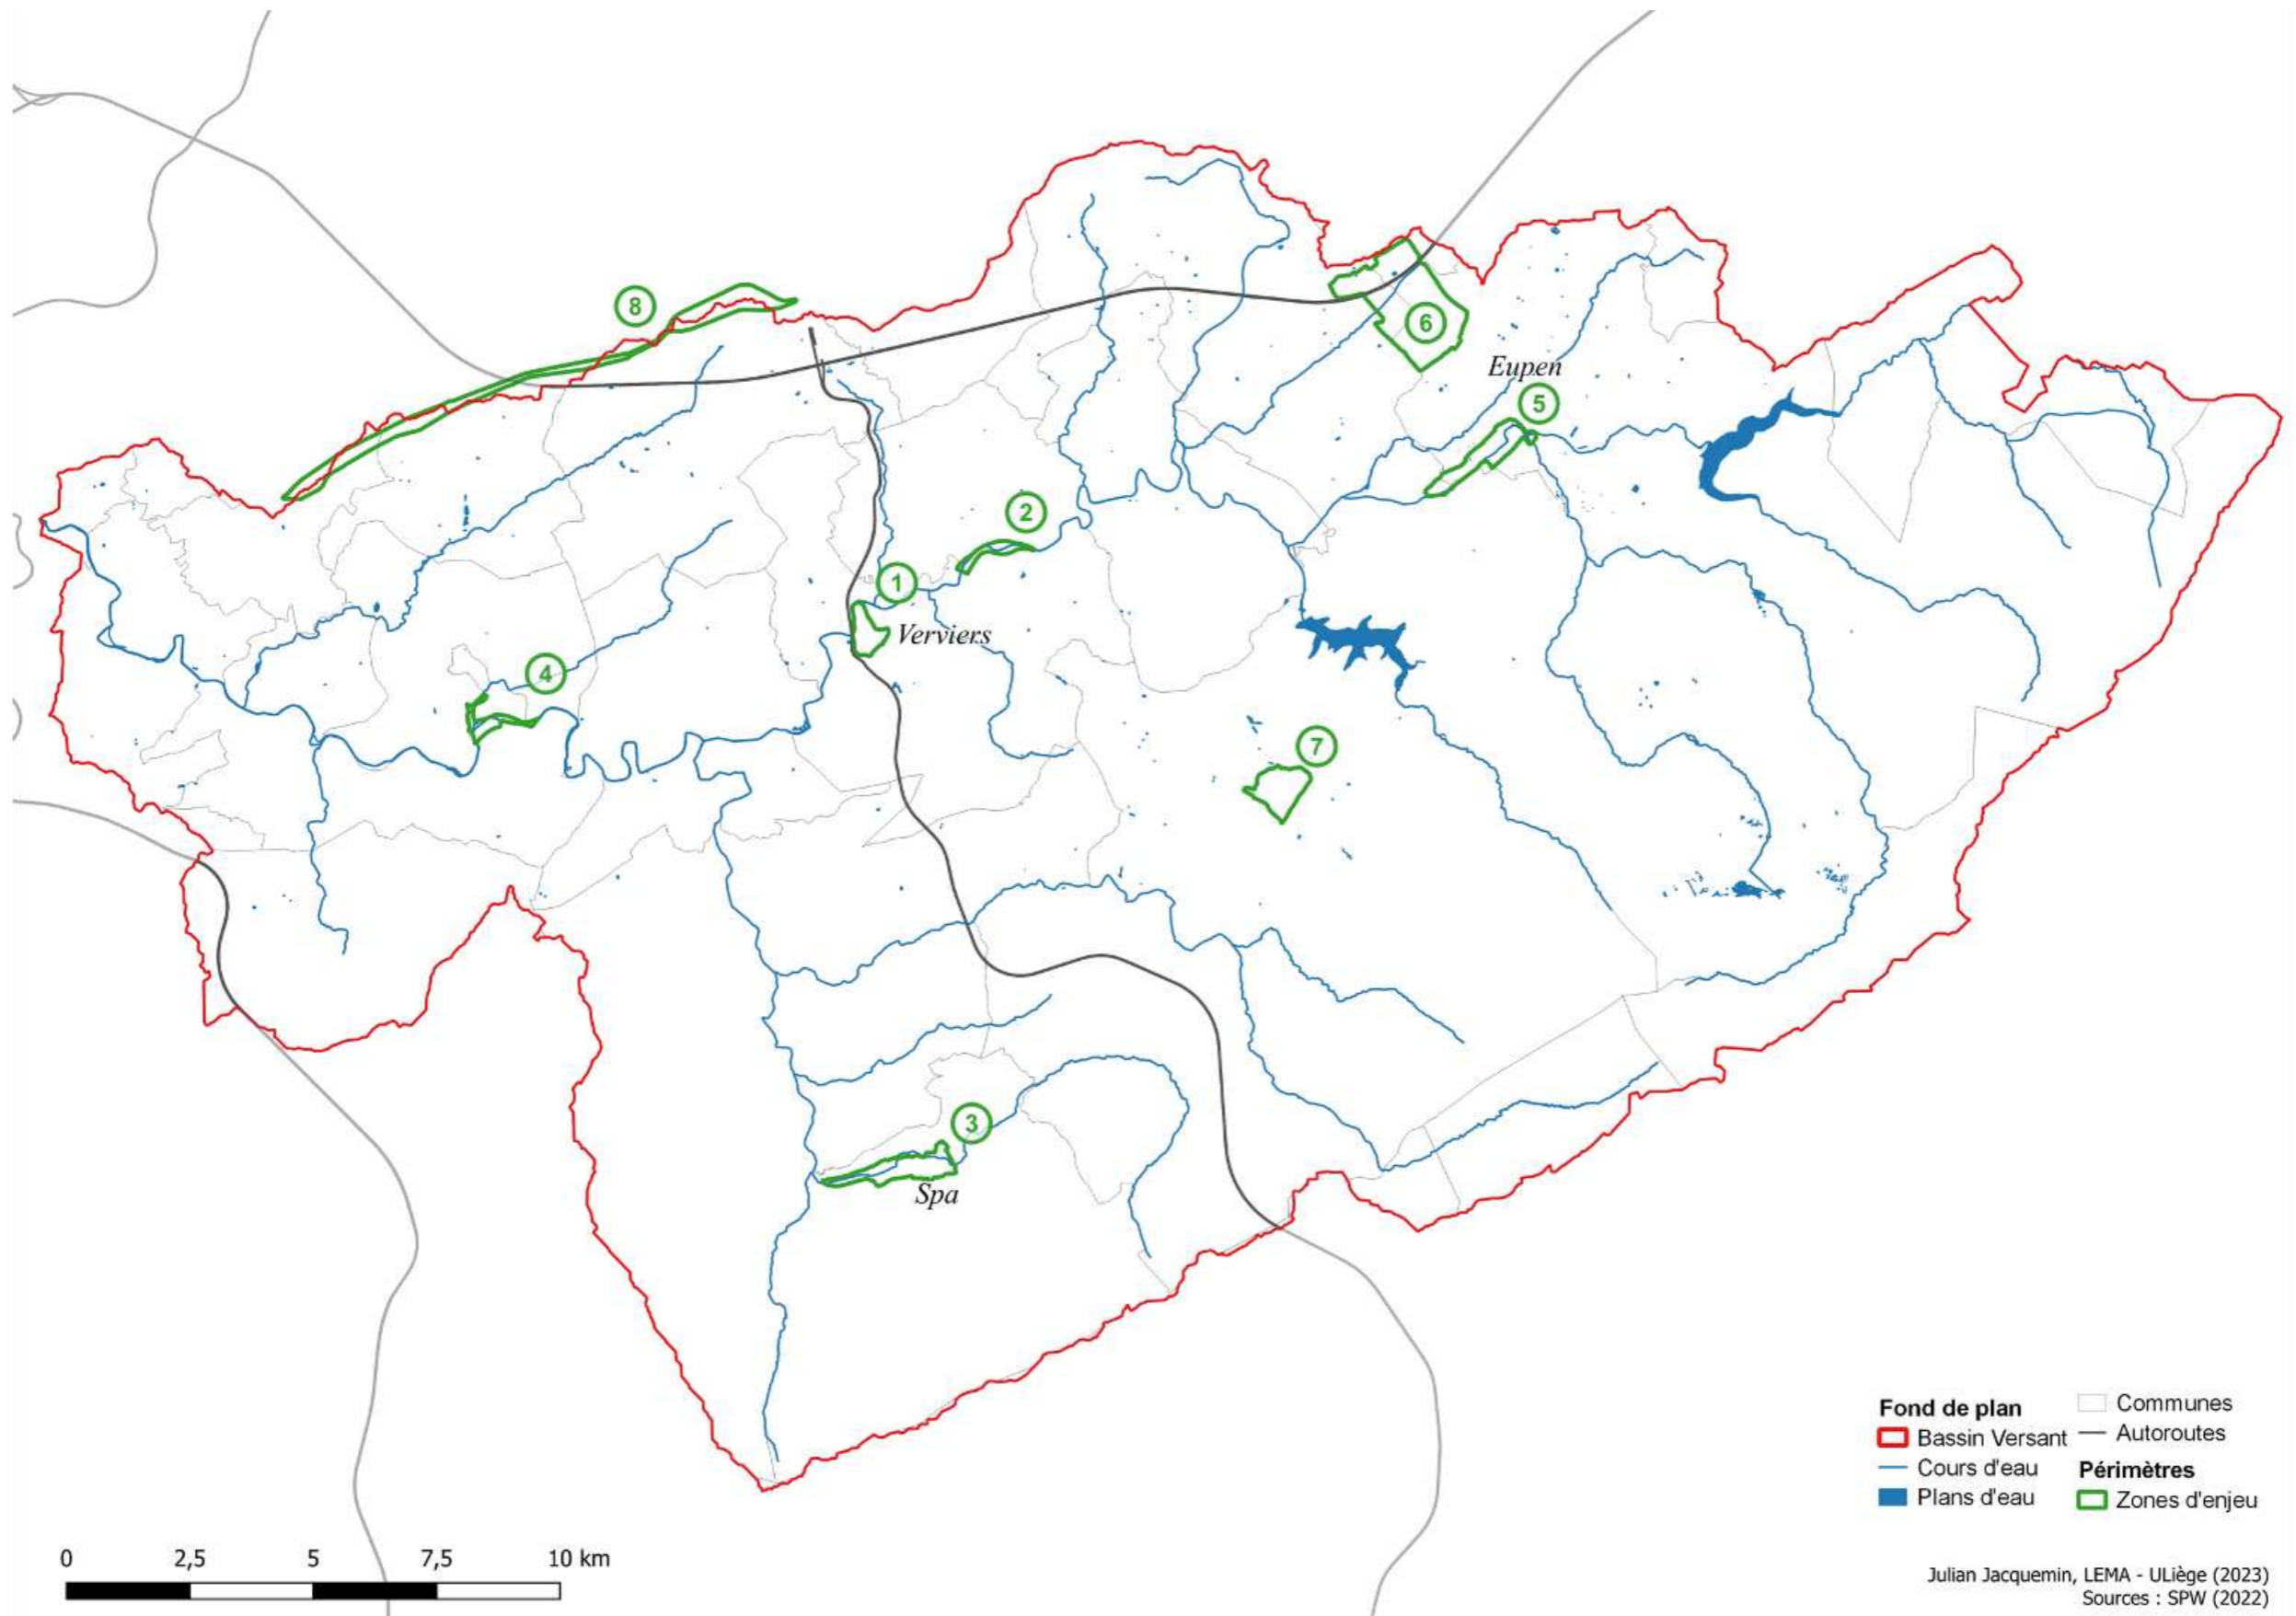 8
6
Eupen
5
2
1
Verviers
4
7
3
Spa
Fond de plan
Bassin Versant
Cours d'eau
Plans d'eau
Communes
Autoroutes
Périmètres
Zones d'enjeu
0 2,5 5 7,5 10 km
Julian Jacquemin, LEMA - ULiège (2023)
Sources : SPW (2022)